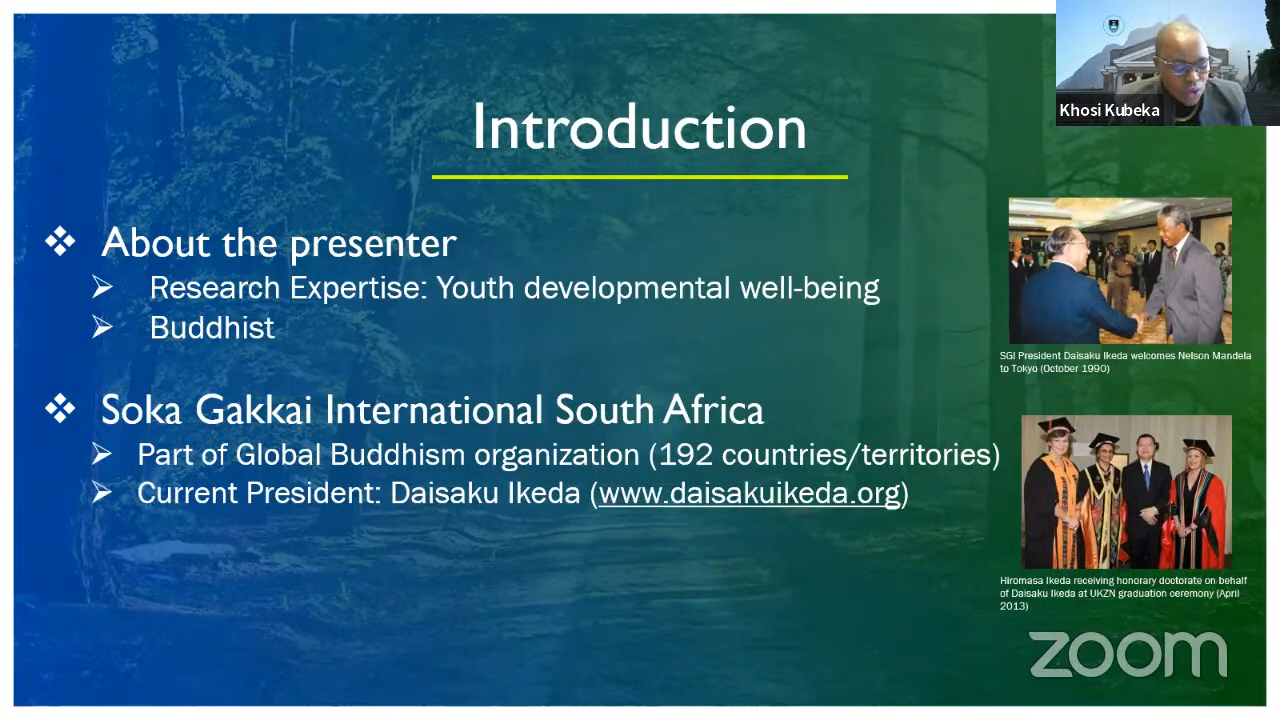 Khosi Kubeka
Introduction
About the presenter
Research Expertise: Youth developmental well-being
Buddhist
Soka Gakkai International South Africa
Part of Global Buddhism organization (192 countries/territories)
Current President: Daisaku Ikeda (www.daisakuikeda.org)
SGI President Daisaku Ikeda welcomes Nelson Mandela
to Tokyo (October 1990)
Hiromasa Ikeda receiving honorary doctorate on behalf
of Daisaku Ikeda at UKZN graduation ceremony (April
2013)
zoom